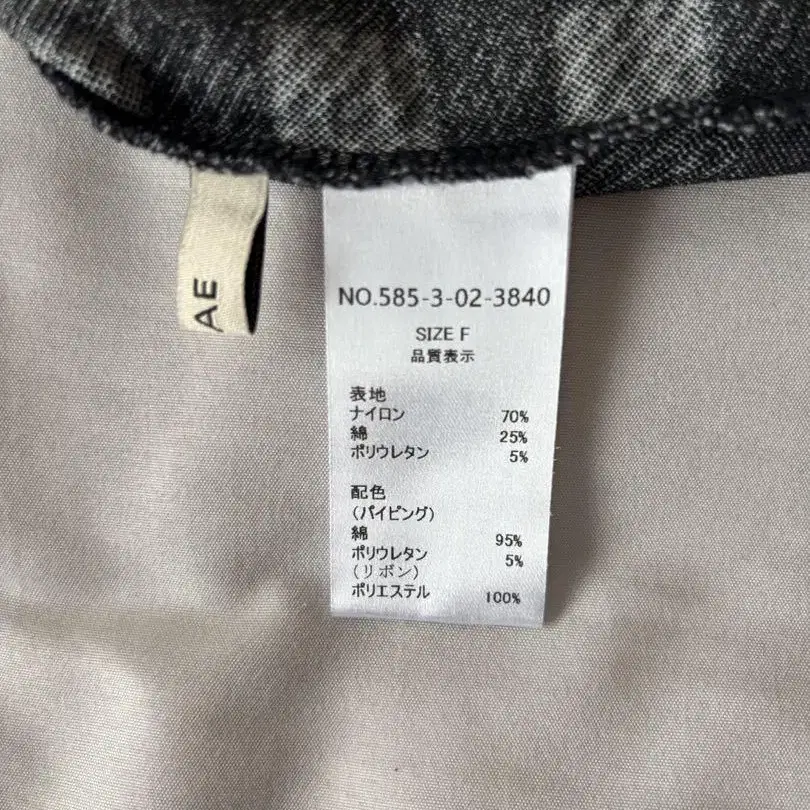 AE
NO.585-3-02-3840
SIZE F
品質表示
表地
ナイロン 70%
綿 25%
ポリウレタン 5%
配色
(パイピング)
綿 95%
ポリウレタン 5%
(リボン)
ポリエステル 100%